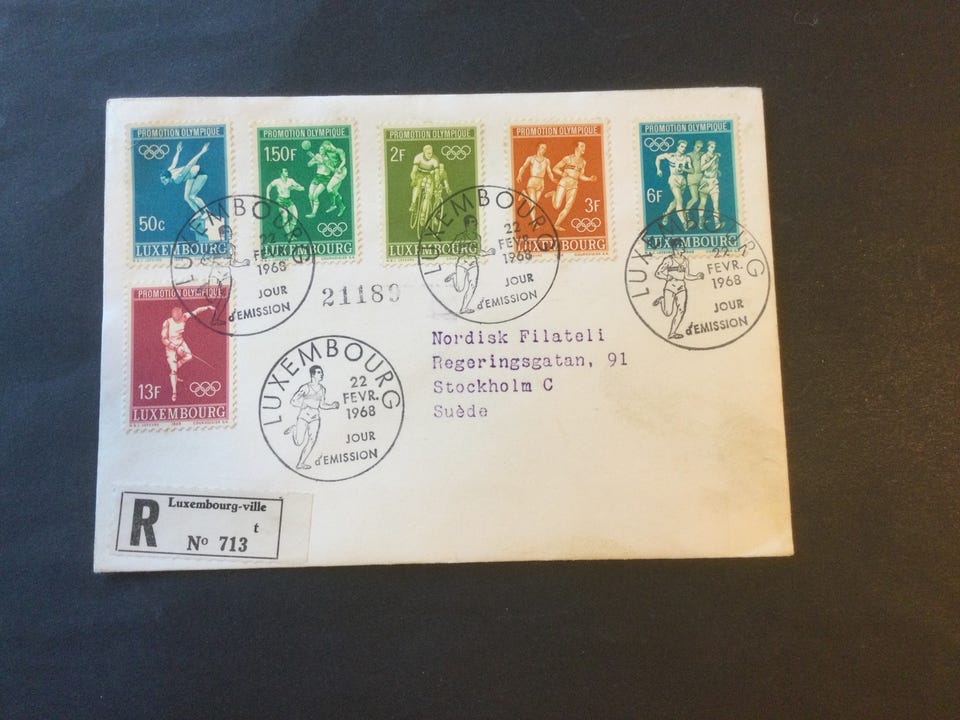 PROMOTION OLYMPIQUE
50c
LUXEMBOURG
PROMOTION OLYMPIQUE
1.50F
LUXEMBOURG
PROMOTION OLYMPIQUE
2F
LUXEMBOURG
PROMOTION OLYMPIQUE
3F
LUXEMBOURG
PROMOTION OLYMPIQUE
6F
LUXEMBOURG
PROMOTION OLYMPIQUE
13F
LUXEMBOURG
LUXEMBOURG
22
FEVR.
1968
JOUR
d'EMISSION
21189
LUXEMBOURG
22
FEVR.
1968
JOUR
d'EMISSION
LUXEMBOURG
22
FEVR.
1968
JOUR
d'EMISSION
LUXEMBOURG
22
FEVR.
1968
JOUR
d'EMISSION
Nordisk Filateli
Regeringsgatan, 91
Stockholm C
Suède
R
Luxembourg-ville
t
Nº 713